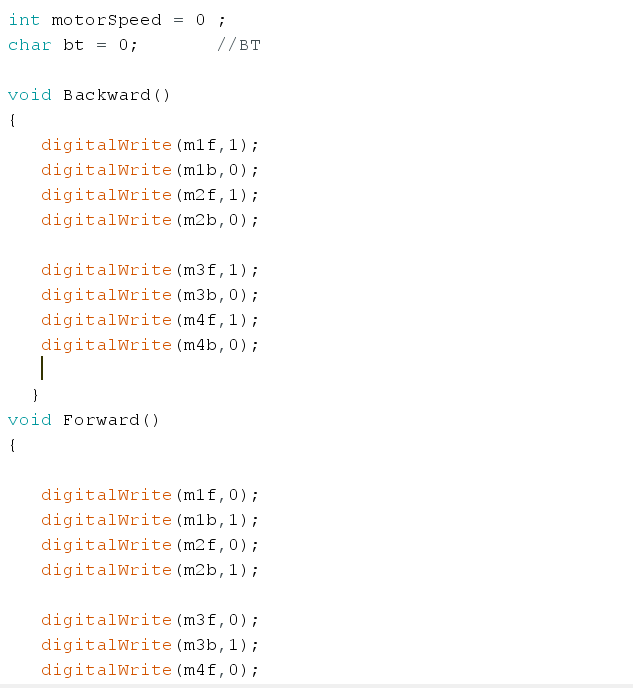 int motorSpeed = 0 ;
char bt = 0;       //BT
void Backward()
{
   digitalWrite(m1f,1);
   digitalWrite(m1b,0);
   digitalWrite(m2f,1);
   digitalWrite(m2b,0);
   digitalWrite(m3f,1);
   digitalWrite(m3b,0);
   digitalWrite(m4f,1);
   digitalWrite(m4b,0);
  }
void Forward()
{
   digitalWrite(m1f,0);
   digitalWrite(m1b,1);
   digitalWrite(m2f,0);
   digitalWrite(m2b,1);
   digitalWrite(m3f,0);
   digitalWrite(m3b,1);
   digitalWrite(m4f,0);